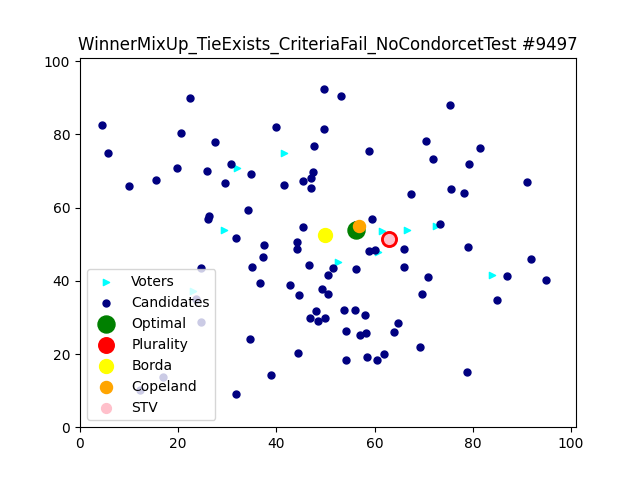 WinnerMixUp_TieExists_CriteriaFail_NoCondorcetTest #9497
100
80
60
40
20
0
Voters
Candidates
Optimal
Plurality
Borda
Copeland
STV
0 20 40 60 80 100